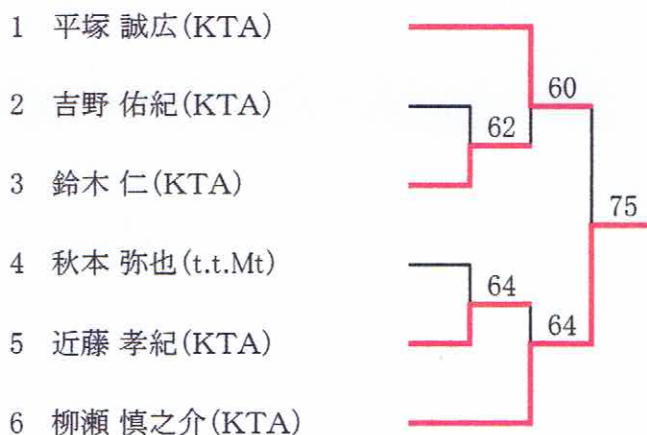 1 平塚 誠広(KTA)
60
2 吉野 佑紀(KTA)
62
3 鈴木 仁(KTA)
75
4 秋本 弥也(t.t.Mt)
64
5 近藤 孝紀(KTA)
64
6 柳瀬 慎之介(KTA)